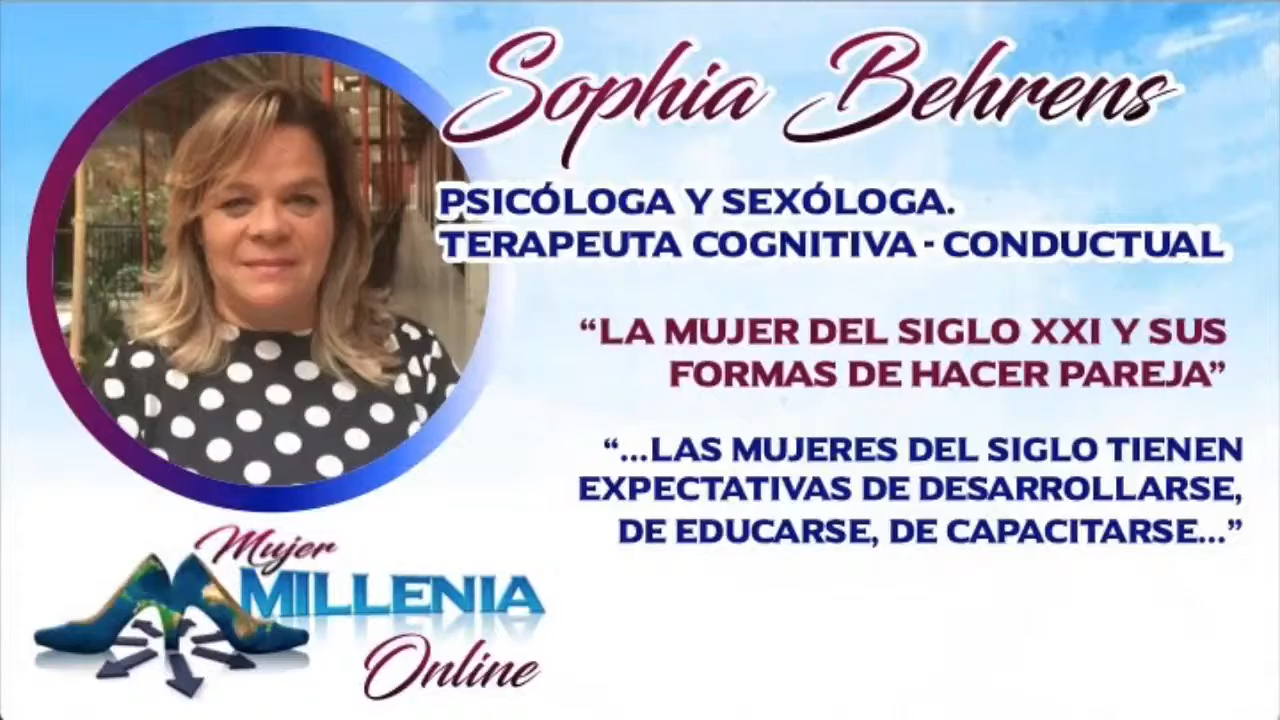 Sophia Behrens
PSICÓLOGA Y SEXÓLOGA.
TERAPEUTA COGNITIVA - CONDUCTUAL
“LA MUJER DEL SIGLO XXI Y SUS
FORMAS DE HACER PAREJA”
“...LAS MUJERES DEL SIGLO TIENEN
EXPECTATIVAS DE DESARROLLARSE,
DE EDUCARSE, DE CAPACITARSE...”
Mujer
MILLENIA
Online